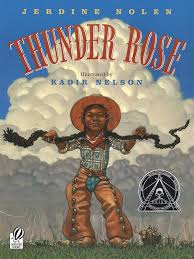 JERDINE NOLEN
THUNDER ROSE
Illustrated by
KADIR NELSON